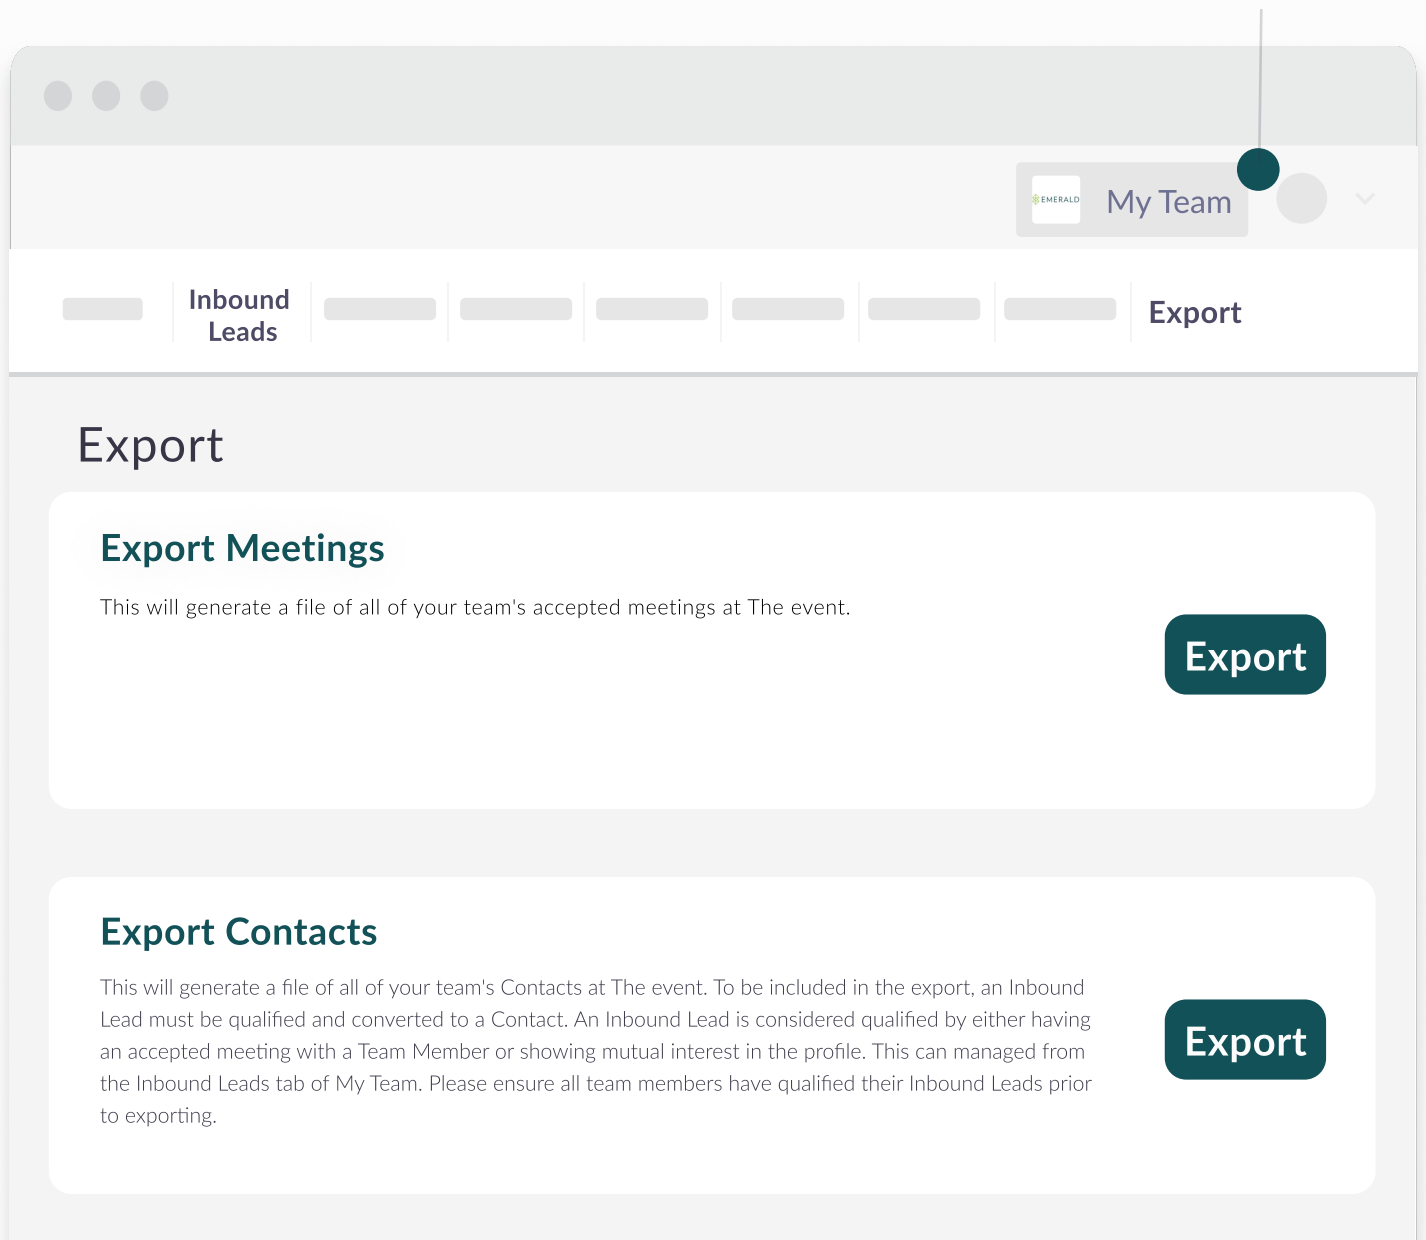 EMERALD
My Team
Inbound
Leads
Export
Export
Export Meetings
This will generate a file of all of your team's accepted meetings at The event.
Export
Export Contacts
This will generate a file of all of your team's Contacts at The event. To be included in the export, an Inbound
Lead must be qualified and converted to a Contact. An Inbound Lead is considered qualified by either having
an accepted meeting with a Team Member or showing mutual interest in the profile. This can managed from
the Inbound Leads tab of My Team. Please ensure all team members have qualified their Inbound Leads prior
to exporting.
Export